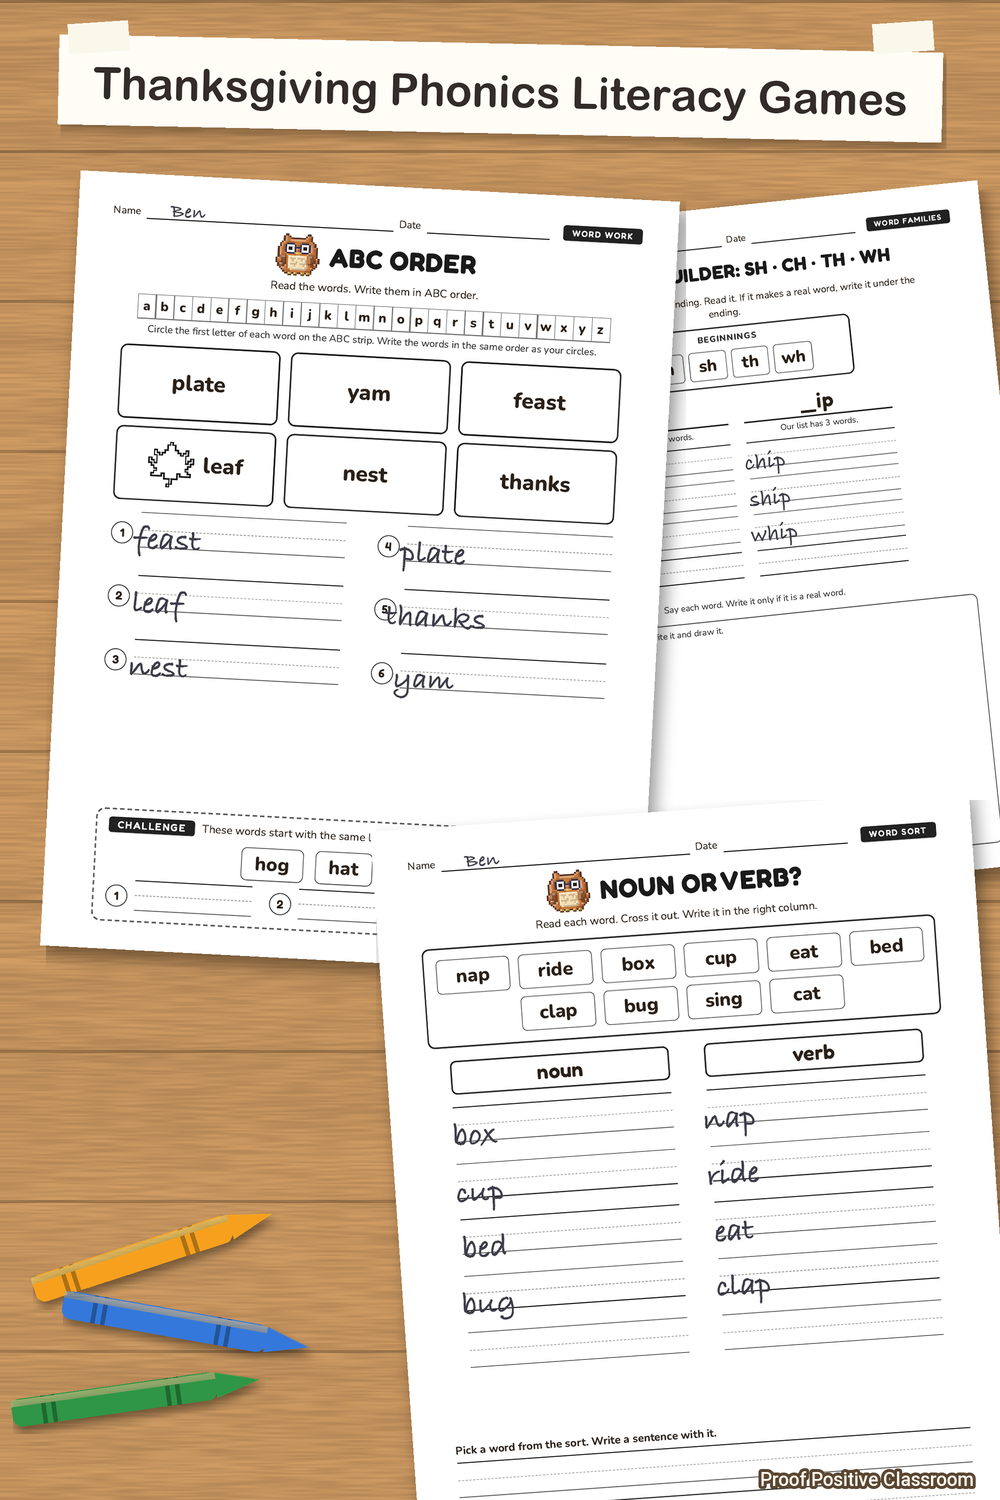 Thanksgiving Phonics Literacy Games
Name Ben Date
WORD WORK
ABC ORDER
Read the words. Write them in ABC order.
a b c d e f g h i j k l m n o p q r s t u v w x y z
Circle the first letter of each word on the ABC strip. Write the words in the same order as your circles.
plate yam feast
leaf nest thanks
1 feast
2 leaf
3 nest
4 plate
5 thanks
6 yam
CHALLENGE These words start with the same
hog hat
1 2
Date
WORD FAMILIES
SH · CH · TH · WH
Read it. If it makes a real word, write it under the
ending.
BEGINNINGS
sh th wh
_ip
words.
Our list has 3 words.
chip
ship
whip
Say each word. Write it only if it is a real word.
it and draw it.
Name Ben Date
WORD SORT
NOUN OR VERB?
Read each word. Cross it out. Write it in the right column.
nap ride box cup eat bed
clap bug sing cat
noun
box
cup
bed
bug
verb
nap
ride
eat
clap
Pick a word from the sort. Write a sentence with it.
Proof Positive Classroom